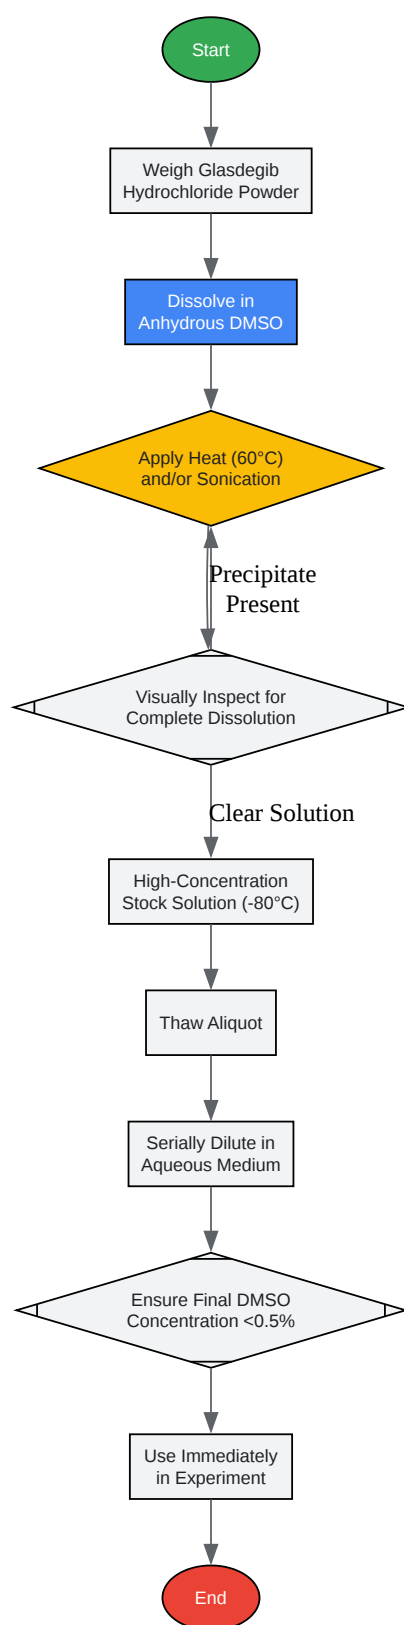 Start
Weigh Glasdegib
Hydrochloride Powder
Dissolve in
Anhydrous DMSO
Apply Heat (60°C)
and/or Sonication
Precipitate
Present
Visually Inspect for
Complete Dissolution
Clear Solution
High-Concentration
Stock Solution (-80°C)
Thaw Aliquot
Serially Dilute in
Aqueous Medium
Ensure Final DMSO
Concentration <0.5%
Use Immediately
in Experiment
End